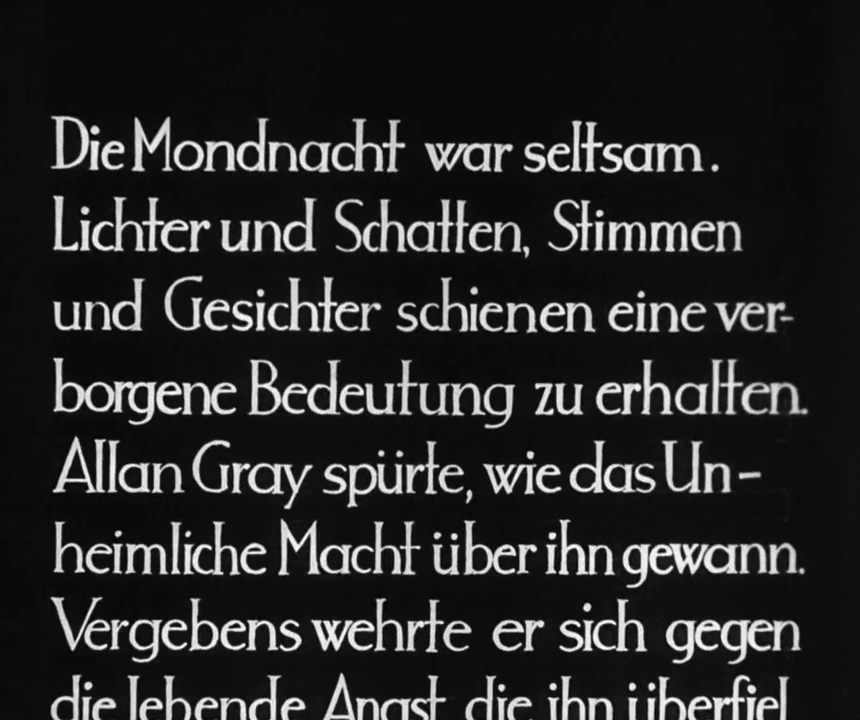 Die Mondnacht war seltsam.
Lichter und Schatten, Stimmen
und Gesichter schienen eine ver-
borgene Bedeutung zu erhalten.
Allan Gray spürte, wie das Un-
heimliche Macht über ihn gewann.
Vergebens wehrte er sich gegen
die lebende Angst die ihn überfiel